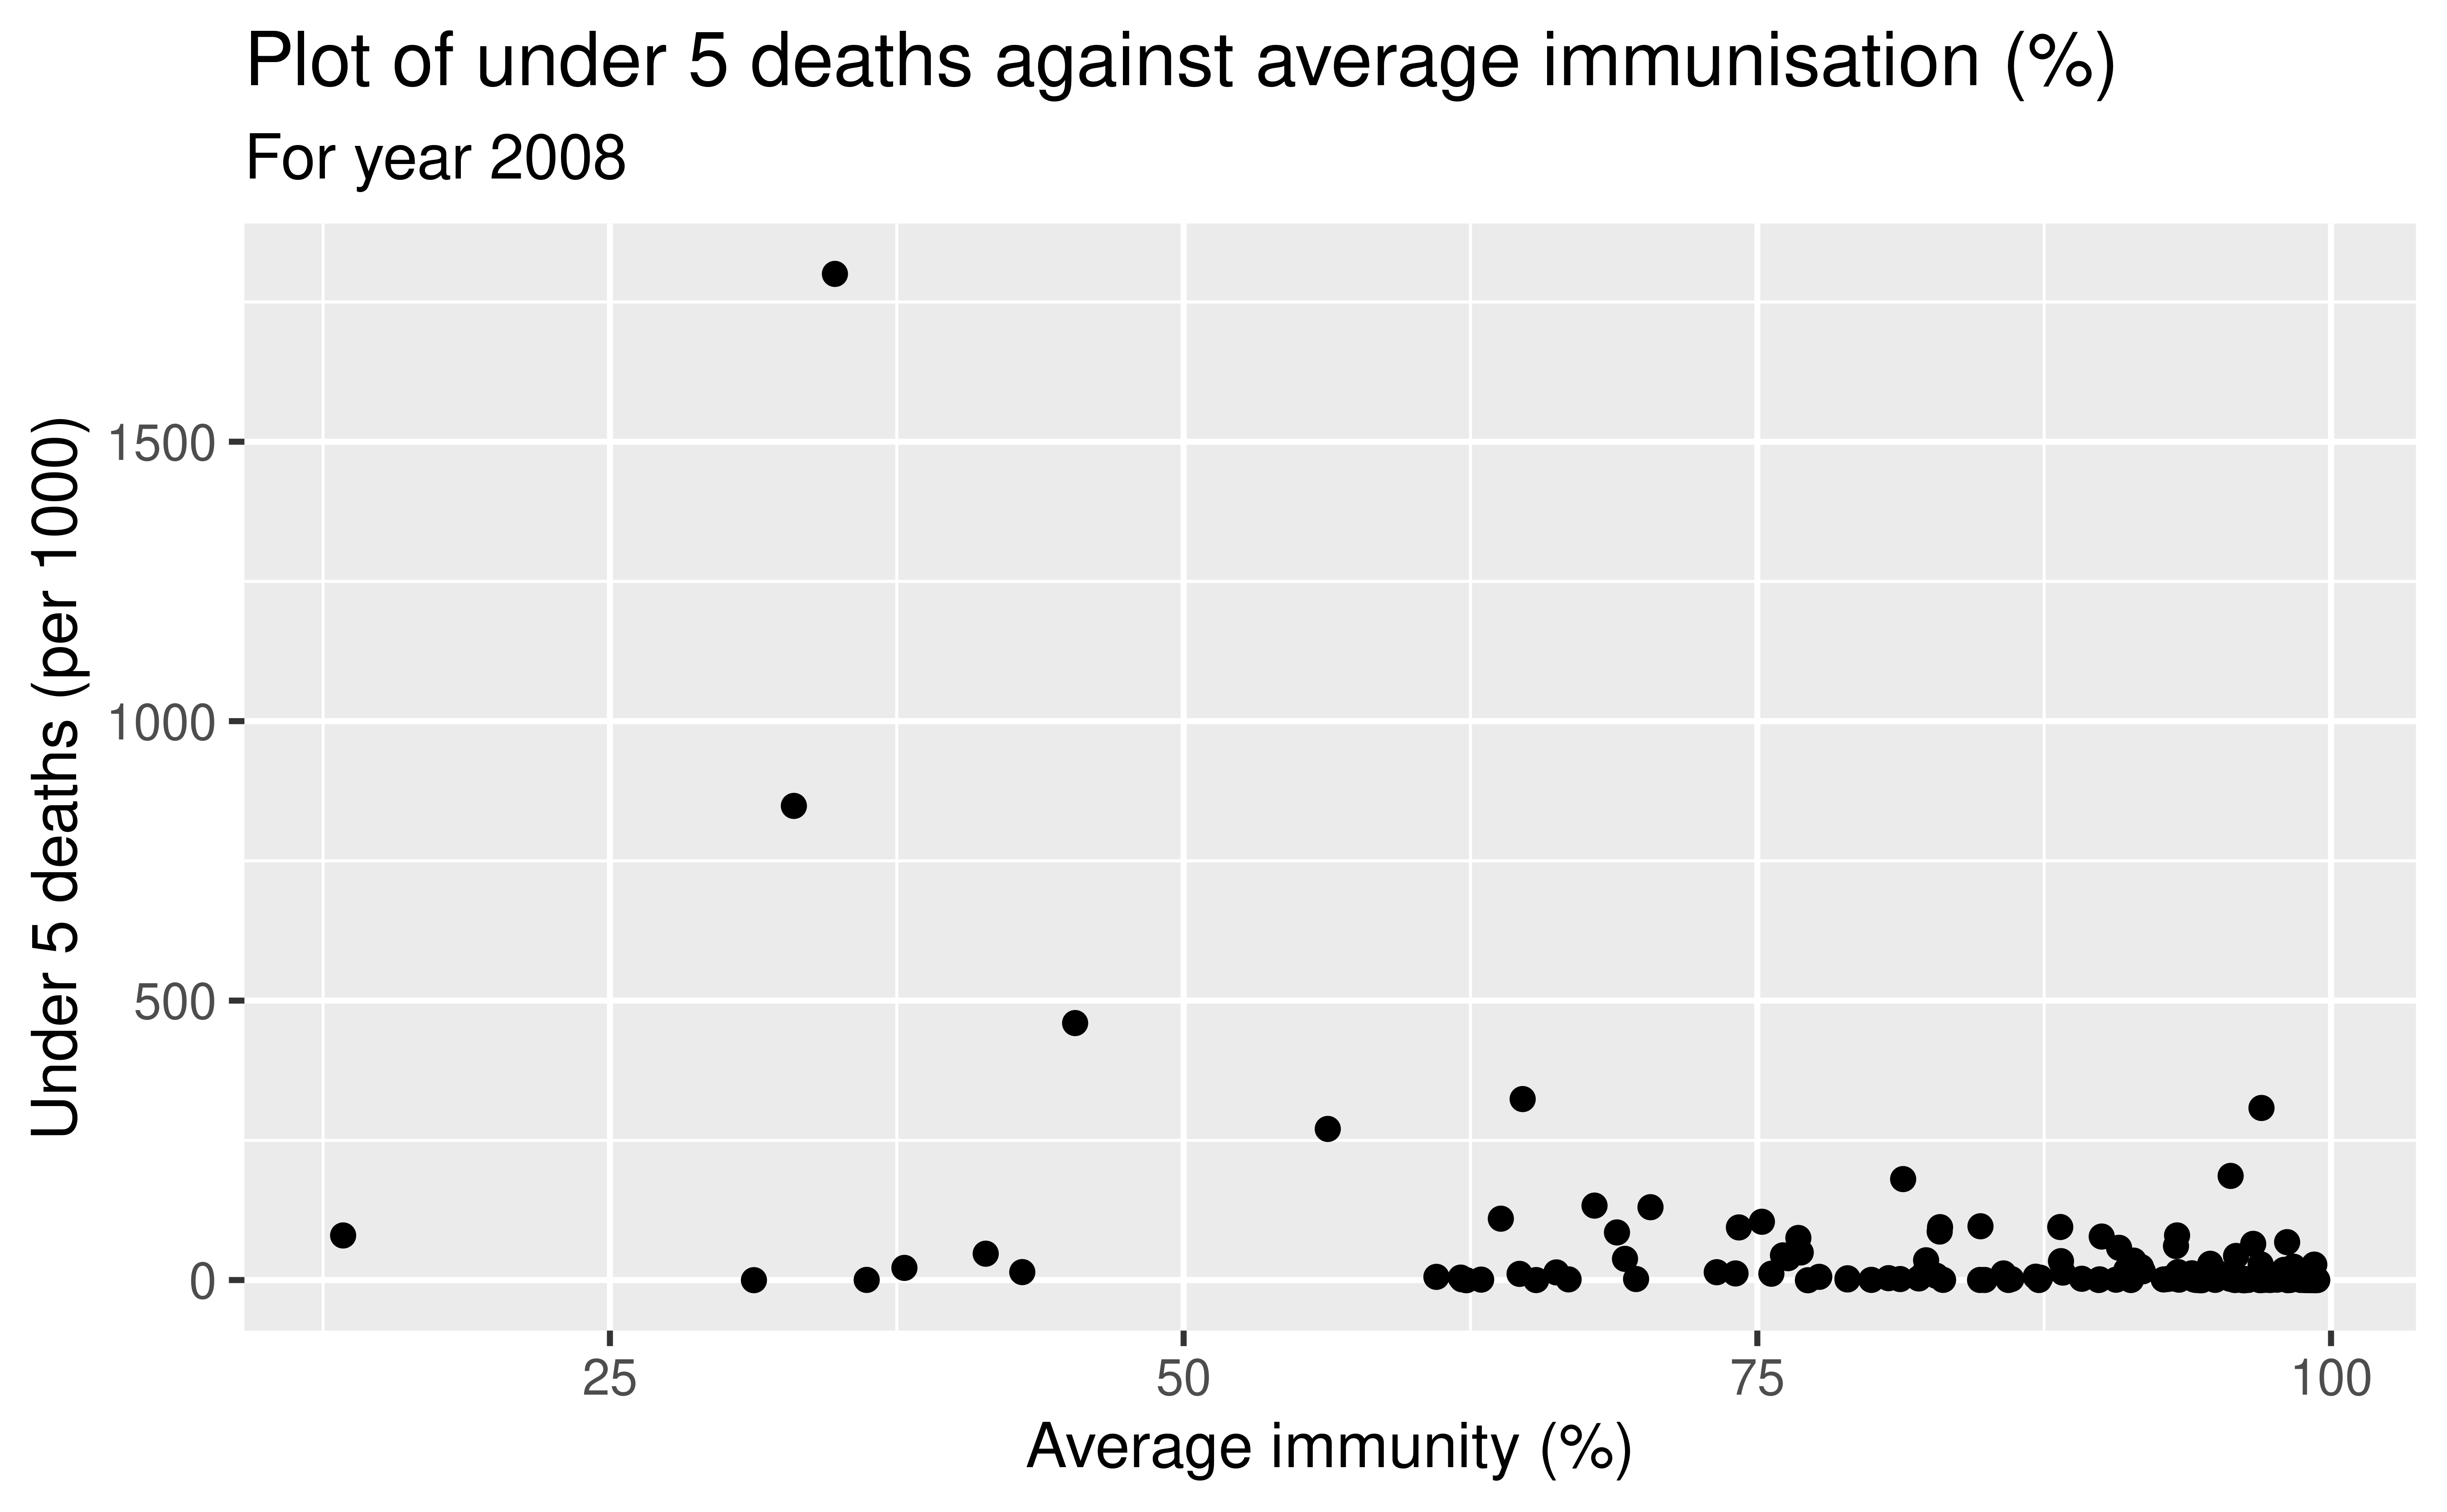 Plot of under 5 deaths against average immunisation (%)
For year 2008
Under 5 deaths (per 1000)
1500
1000
500
0
25 50 75 100
Average immunity (%)